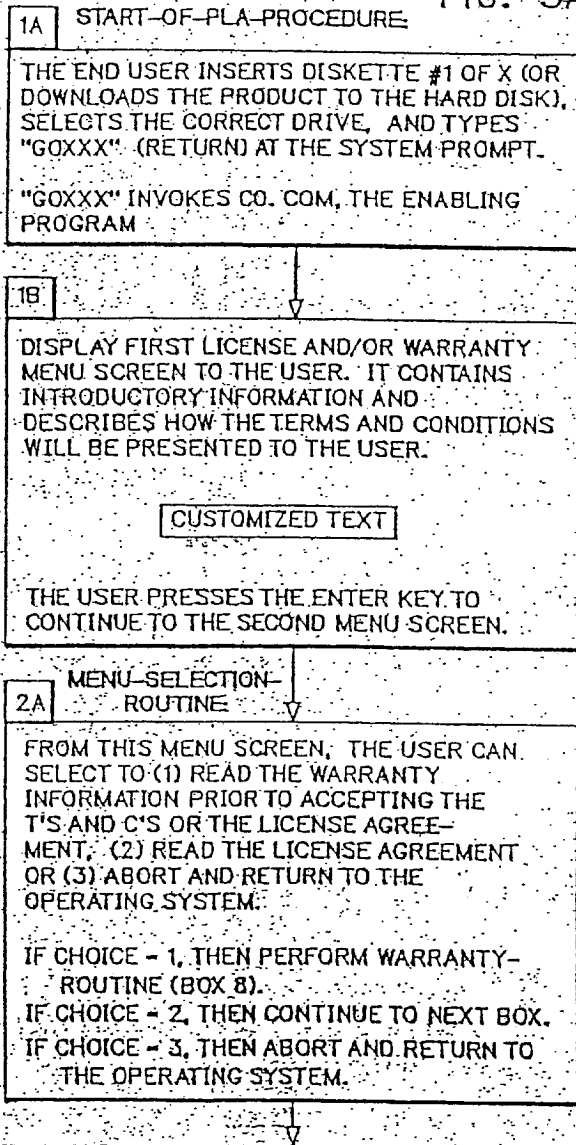 FIG. 3A
1A START-OF-PLA-PROCEDURE
THE END USER INSERTS DISKETTE #1 OF X (OR
DOWNLOADS THE PRODUCT TO THE HARD DISK),
SELECTS THE CORRECT DRIVE, AND TYPES
"GOXXX" (RETURN) AT THE SYSTEM PROMPT.
"GOXXX" INVOKES CO. COM, THE ENABLING
PROGRAM
1B
DISPLAY FIRST LICENSE AND/OR WARRANTY
MENU SCREEN TO THE USER. IT CONTAINS
INTRODUCTORY INFORMATION AND
DESCRIBES HOW THE TERMS AND CONDITIONS
WILL BE PRESENTED TO THE USER.
CUSTOMIZED TEXT
THE USER PRESSES THE ENTER KEY TO
CONTINUE TO THE SECOND MENU SCREEN.
MENU-SELECTION-
2A ROUTINE
FROM THIS MENU SCREEN, THE USER CAN
SELECT TO (1) READ THE WARRANTY
INFORMATION PRIOR TO ACCEPTING THE
T'S AND C'S OR THE LICENSE AGREE-
MENT, (2) READ THE LICENSE AGREEMENT
OR (3) ABORT AND RETURN TO THE
OPERATING SYSTEM.
IF CHOICE - 1, THEN PERFORM WARRANTY-
ROUTINE (BOX 8).
IF CHOICE - 2, THEN CONTINUE TO NEXT BOX.
IF CHOICE - 3, THEN ABORT AND RETURN TO
THE OPERATING SYSTEM.